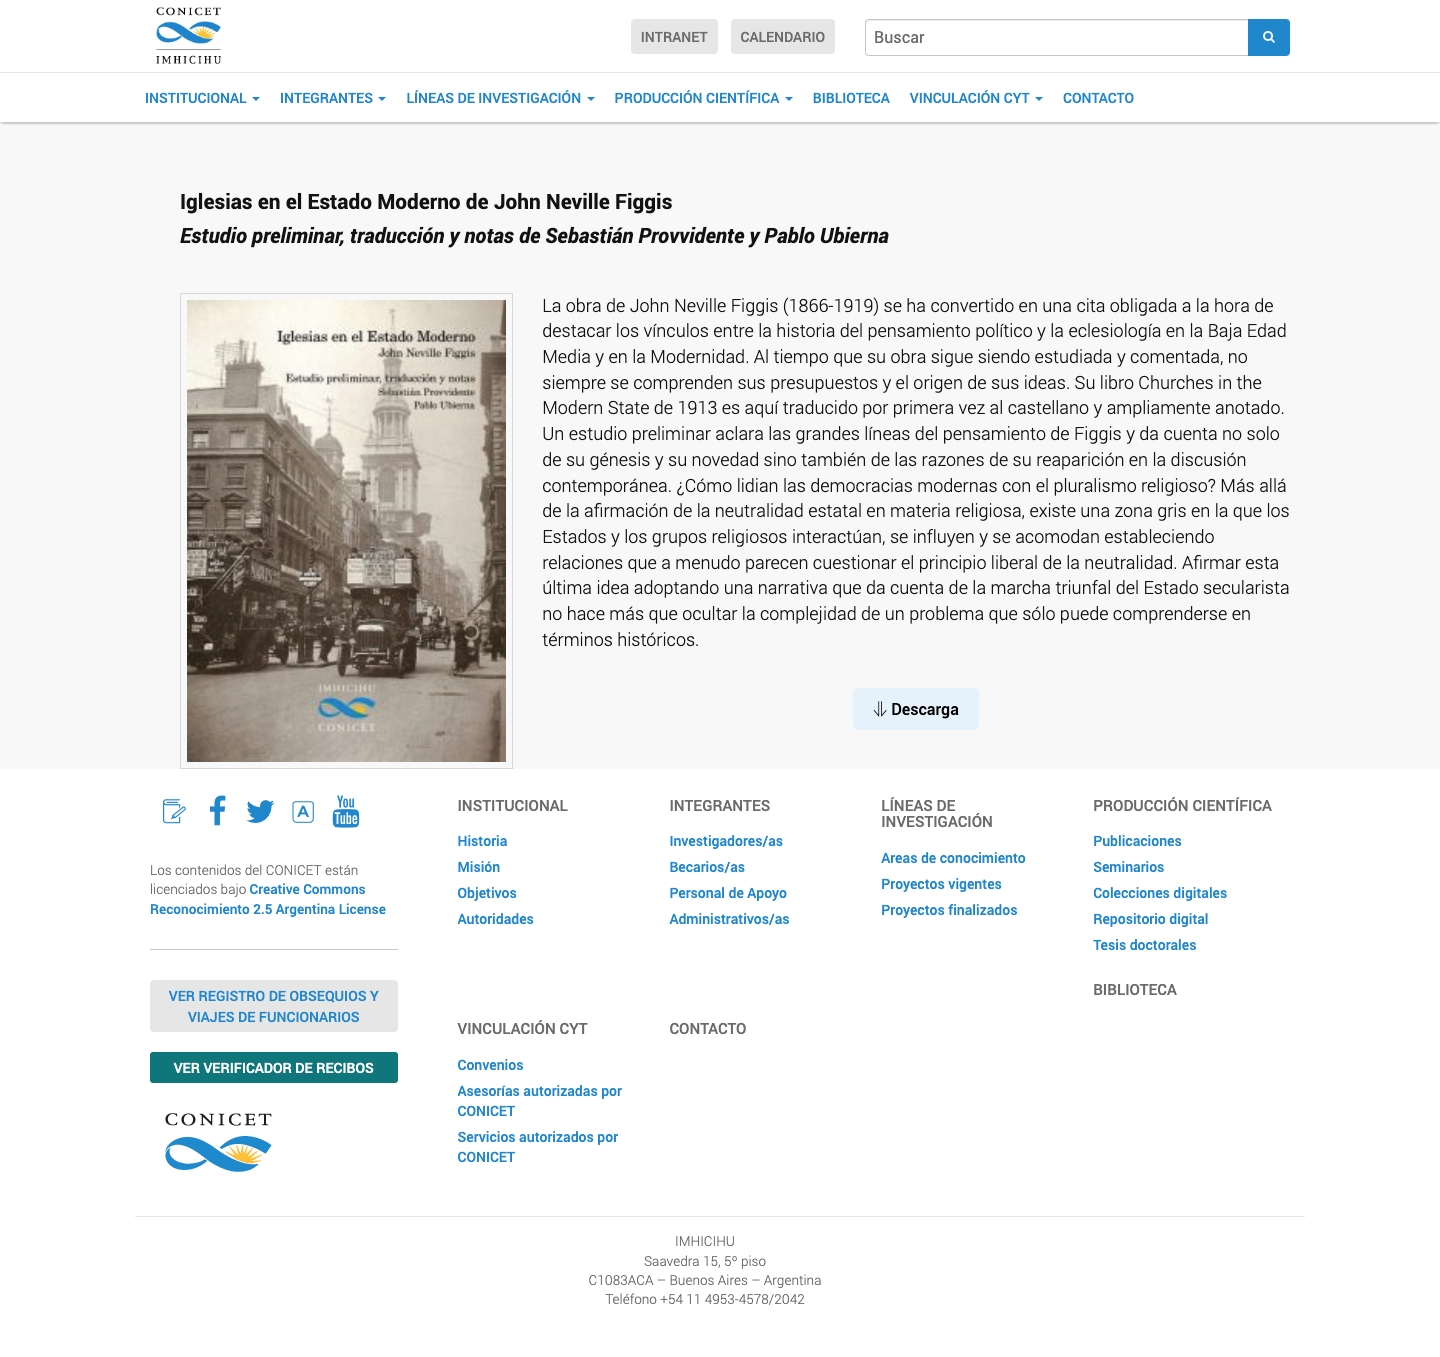 CONICET
IMHICIHU
INTRANET
CALENDARIO
Buscar
INSTITUCIONAL
INTEGRANTES
LÍNEAS DE INVESTIGACIÓN
PRODUCCIÓN CIENTÍFICA
BIBLIOTECA
VINCULACIÓN CYT
CONTACTO
Iglesias en el Estado Moderno de John Neville Figgis
Estudio preliminar, traducción y notas de Sebastián Provvidente y Pablo Ubierna
Iglesias en el Estado Moderno
John Neville Figgis
Estudio preliminar, traducción y notas
Sebastián Provvidente
Pablo Ubierna
IMHICIHU
CONICET
La obra de John Neville Figgis (1866-1919) se ha convertido en una cita obligada a la hora de
destacar los vínculos entre la historia del pensamiento político y la eclesiología en la Baja Edad
Media y en la Modernidad. Al tiempo que su obra sigue siendo estudiada y comentada, no
siempre se comprenden sus presupuestos y el origen de sus ideas. Su libro Churches in the
Modern State de 1913 es aquí traducido por primera vez al castellano y ampliamente anotado.
Un estudio preliminar aclara las grandes líneas del pensamiento de Figgis y da cuenta no solo
de su génesis y su novedad sino también de las razones de su reaparición en la discusión
contemporánea. ¿Cómo lidian las democracias modernas con el pluralismo religioso? Más allá
de la afirmación de la neutralidad estatal en materia religiosa, existe una zona gris en la que los
Estados y los grupos religiosos interactúan, se influyen y se acomodan estableciendo
relaciones que a menudo parecen cuestionar el principio liberal de la neutralidad. Afirmar esta
última idea adoptando una narrativa que da cuenta de la marcha triunfal del Estado secularista
no hace más que ocultar la complejidad de un problema que sólo puede comprenderse en
términos históricos.
Descarga
You
Tube
Los contenidos del CONICET están
licenciados bajo Creative Commons
Reconocimiento 2.5 Argentina License
VER REGISTRO DE OBSEQUIOS Y
VIAJES DE FUNCIONARIOS
VER VERIFICADOR DE RECIBOS
CONICET
INSTITUCIONAL
Historia
Misión
Objetivos
Autoridades
INTEGRANTES
Investigadores/as
Becarios/as
Personal de Apoyo
Administrativos/as
LÍNEAS DE
INVESTIGACIÓN
Areas de conocimiento
Proyectos vigentes
Proyectos finalizados
PRODUCCIÓN CIENTÍFICA
Publicaciones
Seminarios
Colecciones digitales
Repositorio digital
Tesis doctorales
BIBLIOTECA
VINCULACIÓN CYT
Convenios
Asesorías autorizadas por
CONICET
Servicios autorizados por
CONICET
CONTACTO
IMHICIHU
Saavedra 15, 5º piso
C1083ACA – Buenos Aires – Argentina
Teléfono +54 11 4953-4578/2042